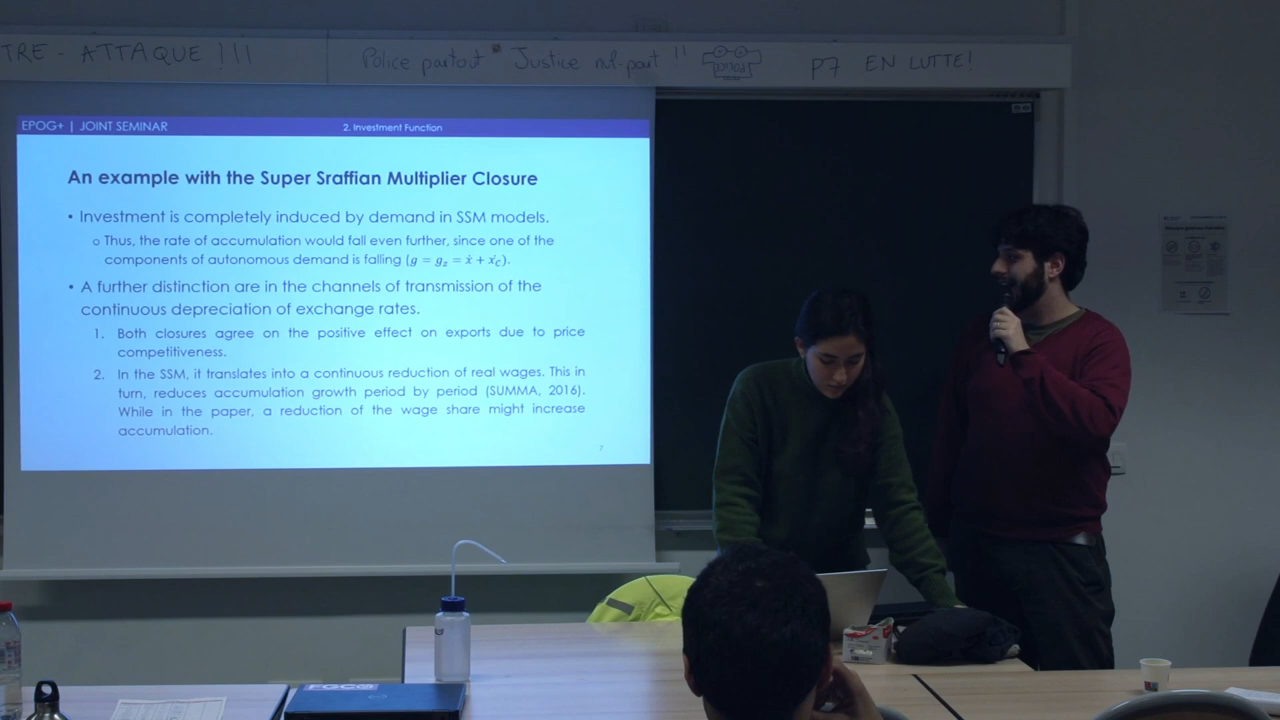 TRE - ATTAQUE !!!
Police partout Justice nul-part !!
P7 EN LUTTE!
EPOG+ | JOINT SEMINAR
2. Investment Function
An example with the Super Sraffian Multiplier Closure
• Investment is completely induced by demand in SSM models.
o Thus, the rate of accumulation would fall even further, since one of the
components of autonomous demand is falling (g = g_z = ẋ + ẋ_C).
• A further distinction are in the channels of transmission of the
continuous depreciation of exchange rates.
1. Both closures agree on the positive effect on exports due to price
competitiveness.
2. In the SSM, it translates into a continuous reduction of real wages. This in
turn, reduces accumulation growth period by period (SUMMA, 2016).
While in the paper, a reduction of the wage share might increase
accumulation.
7